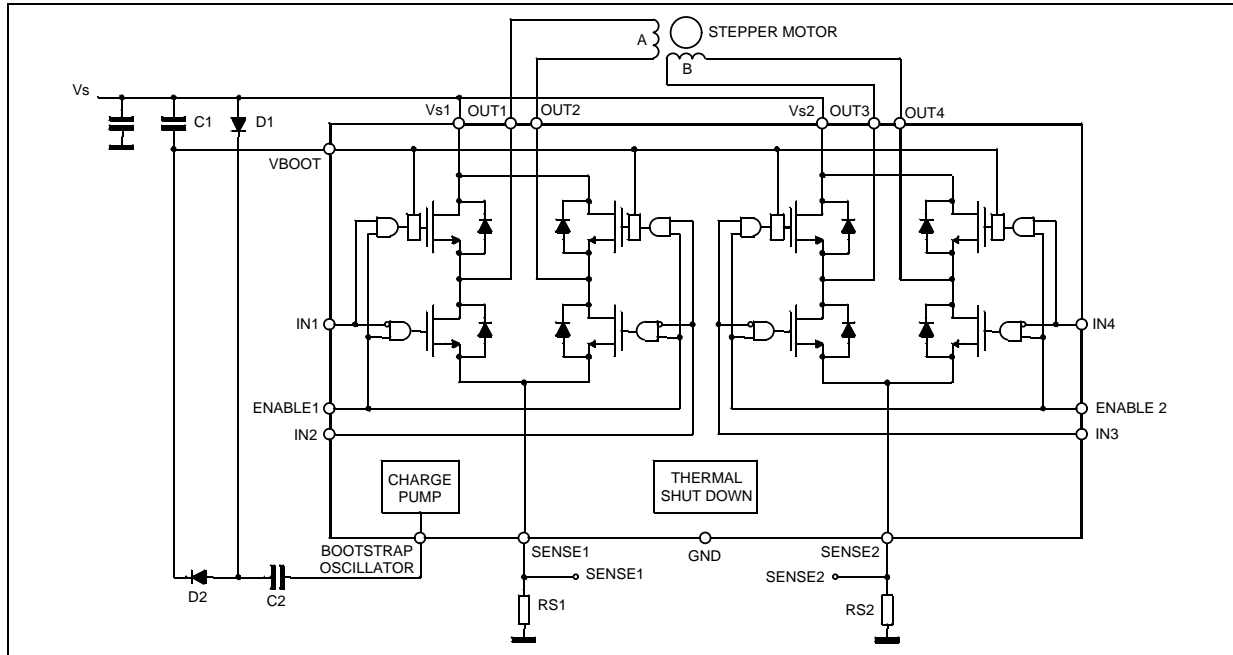 A
STEPPER MOTOR
B
Vs
C1
D1
Vs1
OUT1
OUT2
Vs2
OUT3
OUT4
VBOOT
IN1
IN4
ENABLE1
ENABLE 2
IN2
IN3
CHARGE
PUMP
THERMAL
SHUT DOWN
BOOTSTRAP
OSCILLATOR
SENSE1
GND
SENSE2
SENSE1
SENSE2
D2
C2
RS1
RS2